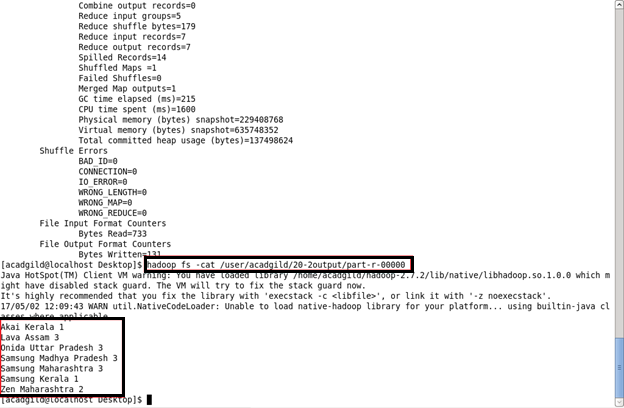 Combine output records=0
Reduce input groups=5
Reduce shuffle bytes=179
Reduce input records=7
Reduce output records=7
Spilled Records=14
Shuffled Maps =1
Failed Shuffles=0
Merged Map outputs=1
GC time elapsed (ms)=215
CPU time spent (ms)=1600
Physical memory (bytes) snapshot=229408768
Virtual memory (bytes) snapshot=635748352
Total committed heap usage (bytes)=137498624
Shuffle Errors
BAD_ID=0
CONNECTION=0
IO_ERROR=0
WRONG_LENGTH=0
WRONG_MAP=0
WRONG_REDUCE=0
File Input Format Counters
Bytes Read=733
File Output Format Counters
Bytes Written=131
[acadgild@localhost Desktop]$ hadoop fs -cat /user/acadgild/20-2output/part-r-00000
Java HotSpot(TM) Client VM warning: You have loaded library /home/acadgild/hadoop-2.7.2/lib/native/libhadoop.so.1.0.0 which m
ight have disabled stack guard. The VM will try to fix the stack guard now.
It's highly recommended that you fix the library with 'execstack -c <libfile>', or link it with '-z noexecstack'.
17/05/02 12:09:43 WARN util.NativeCodeLoader: Unable to load native-hadoop library for your platform... using builtin-java cl
asses where applicable
Akai Kerala 1
Lava Assam 3
Onida Uttar Pradesh 3
Samsung Madhya Pradesh 3
Samsung Maharashtra 3
Samsung Kerala 1
Zen Maharashtra 2
[acadgild@localhost Desktop]$